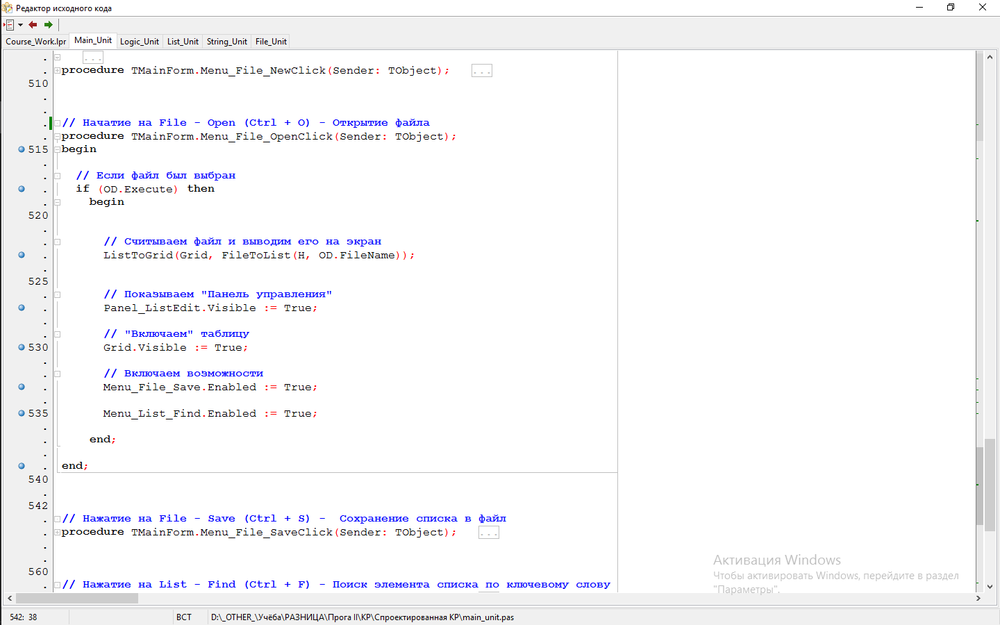 Редактор исходного кода
Course_Work.lpr Main_Unit Logic_Unit List_Unit String_Unit File_Unit
. ...
. procedure TMainForm.Menu_File_NewClick(Sender: TObject); ...
510
.
.
. // Начатие на File - Open (Ctrl + O) - Открытие файла
. procedure TMainForm.Menu_File_OpenClick(Sender: TObject);
515 begin
.
. // Если файл был выбран
. if (OD.Execute) then
. begin
520
.
. // Считываем файл и выводим его на экран
. ListToGrid(Grid, FileToList(H, OD.FileName));
.
525
. // Показываем "Панель управления"
. Panel_ListEdit.Visible := True;
.
. // "Включаем" таблицу
530 Grid.Visible := True;
.
. // Включаем возможности
. Menu_File_Save.Enabled := True;
.
535 Menu_List_Find.Enabled := True;
.
. end;
.
. end;
540
.
542
. // Нажатие на File - Save (Ctrl + S) -  Сохранение списка в файл
. procedure TMainForm.Menu_File_SaveClick(Sender: TObject); ...
.
.
560
. // Нажатие на List - Find (Ctrl + F) - Поиск элемента списка по ключевому слову
Активация Windows
Чтобы активировать Windows, перейдите в раздел
"Параметры".
542: 38 ВСТ D:\_OTHER_\Учёба\РАЗНИЦА\Прога II\КР\Спроектированная КР\main_unit.pas